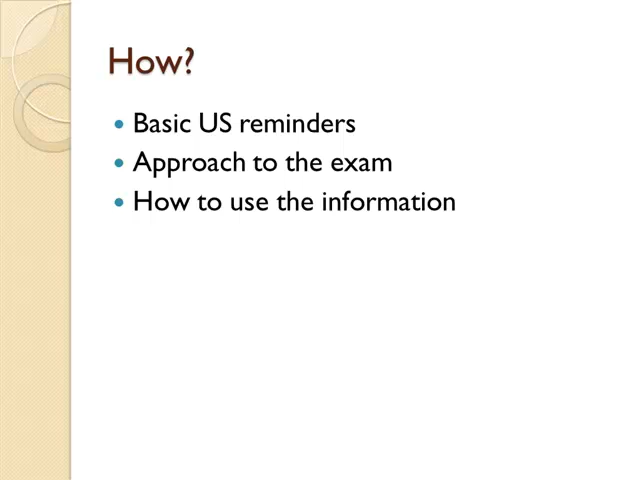 How?
Basic US reminders
Approach to the exam
How to use the information